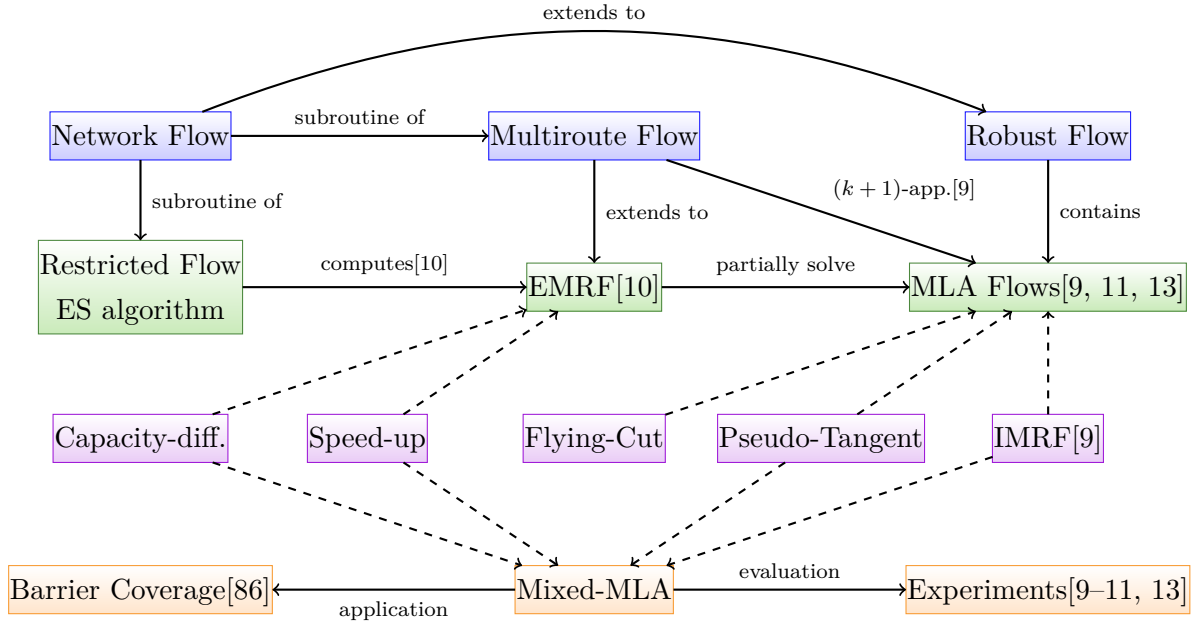 extends to
Network Flow
subroutine of
Multiroute Flow
Robust Flow
subroutine of
extends to
(k + 1)-app.[9]
contains
Restricted Flow
ES algorithm
computes[10]
EMRF[10]
partially solve
MLA Flows[9, 11, 13]
Capacity-diff.
Speed-up
Flying-Cut
Pseudo-Tangent
IMRF[9]
Barrier Coverage[86]
application
Mixed-MLA
evaluation
Experiments[9–11, 13]